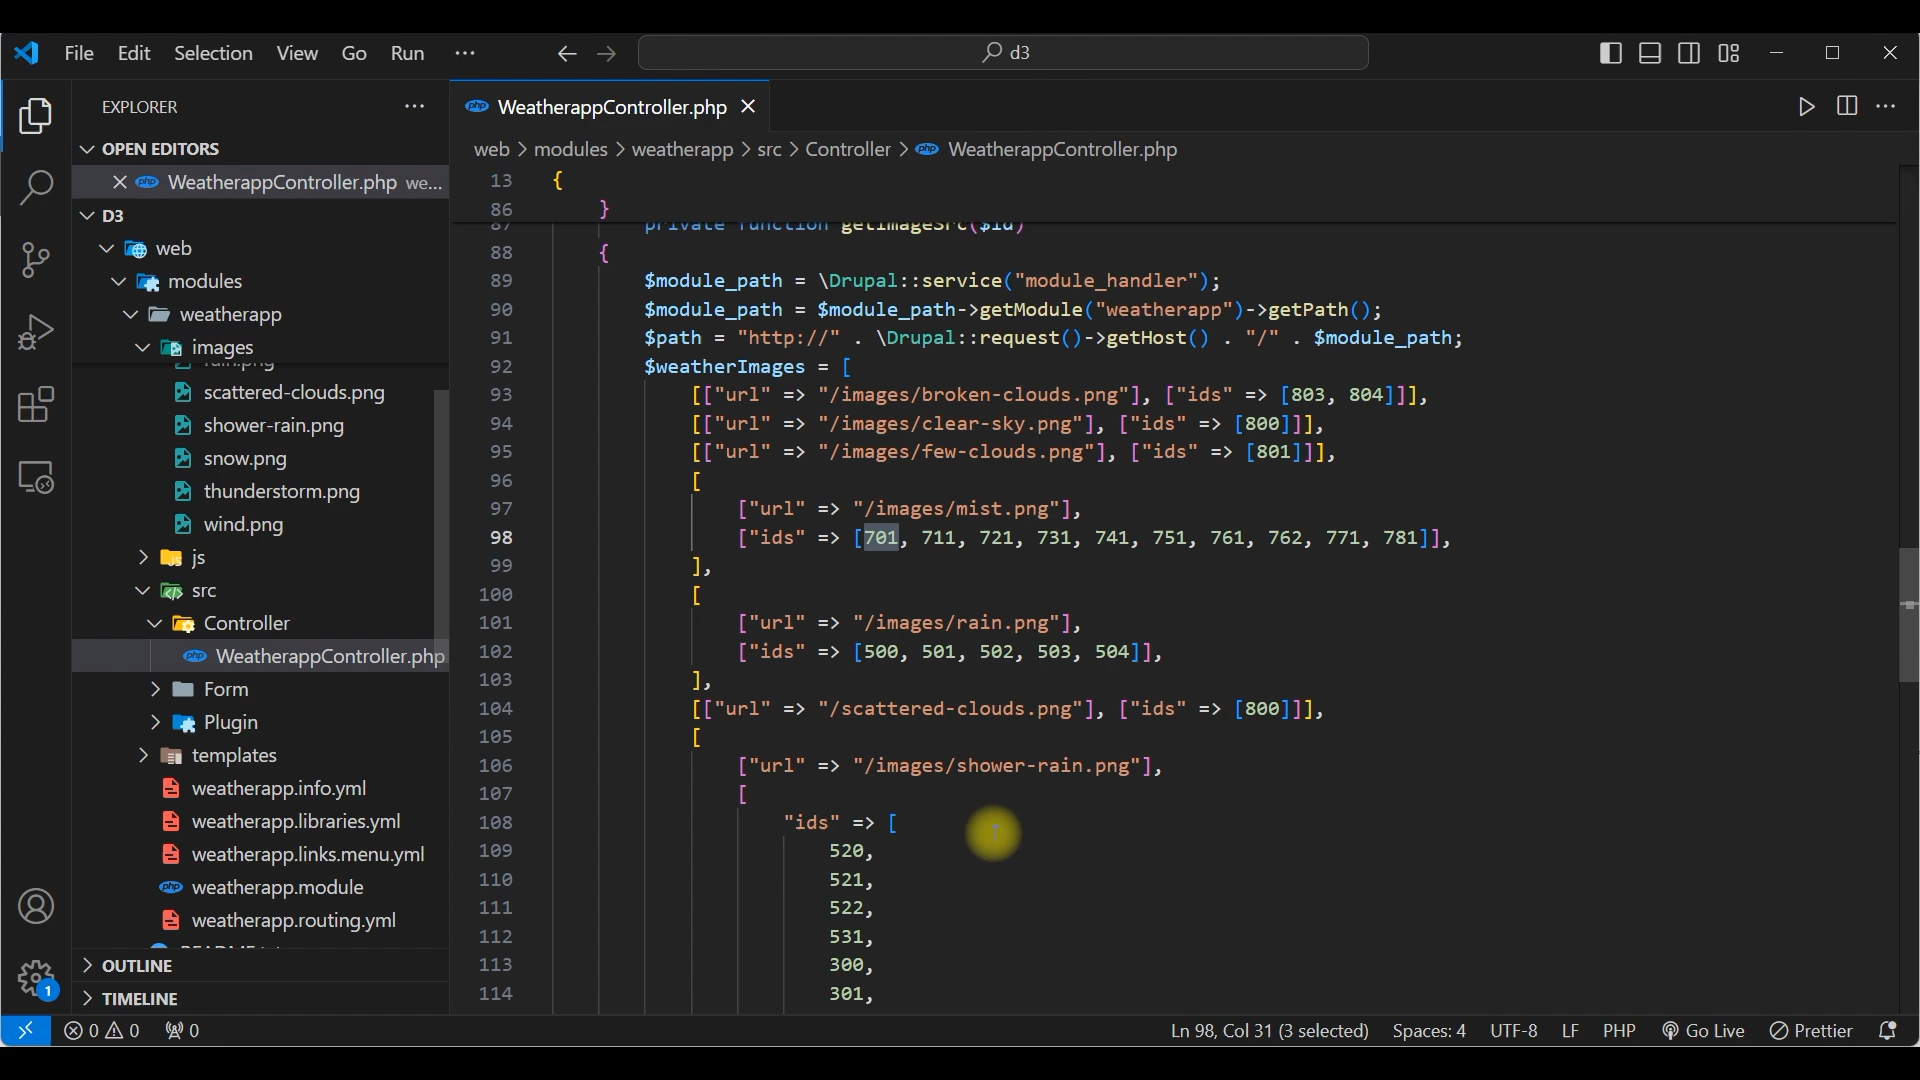 File Edit Selection View Go Run ··· d3
EXPLORER ···
OPEN EDITORS
WeatherappController.php we...
D3
web
modules
weatherapp
images
rain.png
scattered-clouds.png
shower-rain.png
snow.png
thunderstorm.png
wind.png
js
src
Controller
WeatherappController.php
Form
Plugin
templates
weatherapp.info.yml
weatherapp.libraries.yml
weatherapp.links.menu.yml
weatherapp.module
weatherapp.routing.yml
OUTLINE
TIMELINE
1
WeatherappController.php
web > modules > weatherapp > src > Controller > WeatherappController.php
13 {
86 }
87 private function getImageSrc($id)
88 {
89 $module_path = \Drupal::service("module_handler");
90 $module_path = $module_path->getModule("weatherapp")->getPath();
91 $path = "http://" . \Drupal::request()->getHost() . "/" . $module_path;
92 $weatherImages = [
93 [["url" => "/images/broken-clouds.png"], ["ids" => [803, 804]]],
94 [["url" => "/images/clear-sky.png"], ["ids" => [800]]],
95 [["url" => "/images/few-clouds.png"], ["ids" => [801]]],
96 [
97 ["url" => "/images/mist.png"],
98 ["ids" => [701, 711, 721, 731, 741, 751, 761, 762, 771, 781]],
99 ],
100 [
101 ["url" => "/images/rain.png"],
102 ["ids" => [500, 501, 502, 503, 504]],
103 ],
104 [["url" => "/scattered-clouds.png"], ["ids" => [800]]],
105 [
106 ["url" => "/images/shower-rain.png"],
107 [
108 "ids" => [
109 520,
110 521,
111 522,
112 531,
113 300,
114 301,
0 0 0 Ln 98, Col 31 (3 selected) Spaces: 4 UTF-8 LF PHP Go Live Prettier